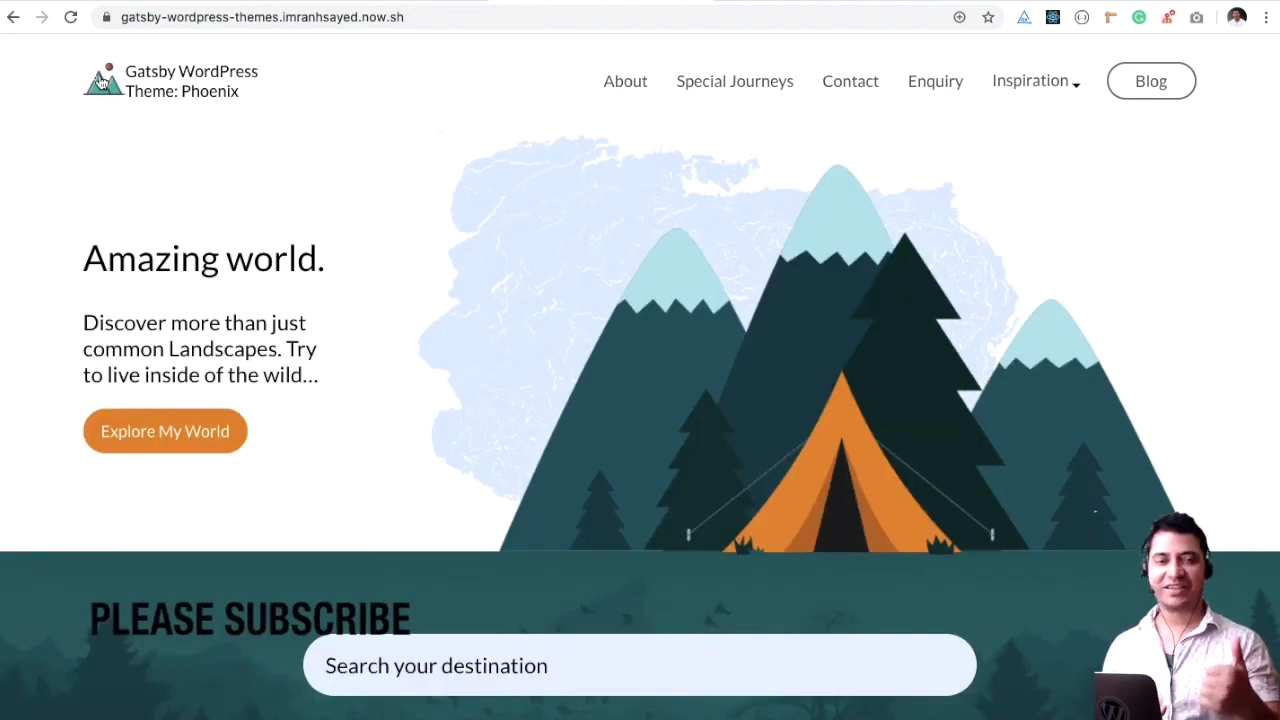 gatsby-wordpress-themes.imranhsayed.now.sh
Gatsby WordPress
Theme: Phoenix
About
Special Journeys
Contact
Enquiry
Inspiration
Blog
Amazing world.
Discover more than just
common Landscapes. Try
to live inside of the wild...
Explore My World
PLEASE SUBSCRIBE
Search your destination